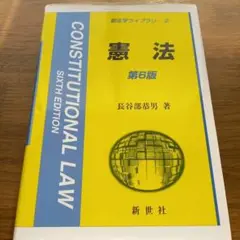 新法学ライブラリ-2
憲法
第6版
長谷部恭男 著
新世社
CONSTITUTIONAL LAW
SIXTH EDITION